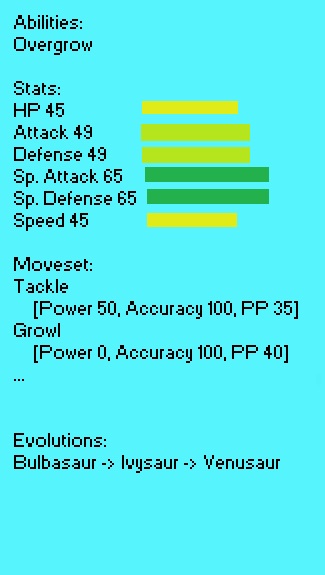 Abilities:
Overgrow
Stats:
HP 45
Attack 49
Defense 49
Sp. Attack 65
Sp. Defense 65
Speed 45
Moveset:
Tackle
[Power 50, Accuracy 100, PP 35]
Growl
[Power 0, Accuracy 100, PP 40]
...
Evolutions:
Bulbasaur -> Ivysaur -> Venusaur